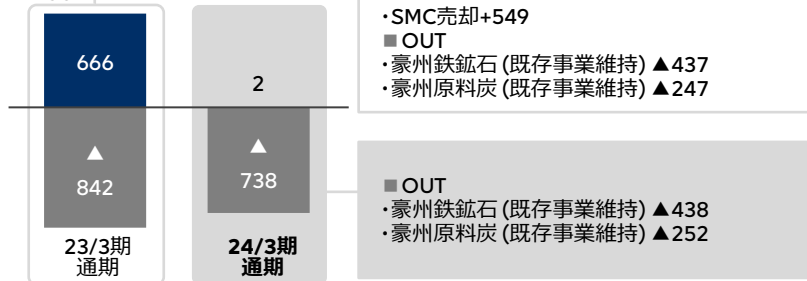 ・SMC売却+549
■ OUT
・豪州鉄鉱石 (既存事業維持) ▲437
・豪州原料炭 (既存事業維持) ▲247
666
2
▲
842
▲
738
■ OUT
・豪州鉄鉱石 (既存事業維持) ▲438
・豪州原料炭 (既存事業維持) ▲252
23/3期
通期
24/3期
通期